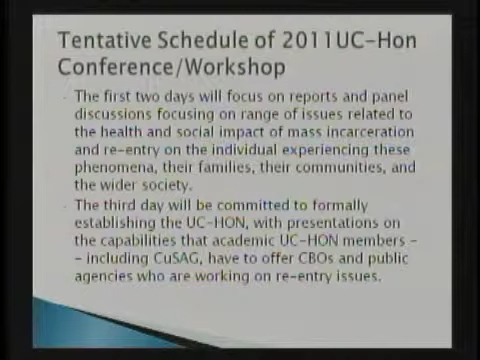 Tentative Schedule of 2011UC-Hon
Conference/Workshop
The first two days will focus on reports and panel
discussions focusing on range of issues related to
the health and social impact of mass incarceration
and re-entry on the individual experiencing these
phenomena, their families, their communities, and
the wider society.
The third day will be committed to formally
establishing the UC-HON, with presentations on
the capabilities that academic UC-HON members -
- including CuSAG, have to offer CBOs and public
agencies who are working on re-entry issues.